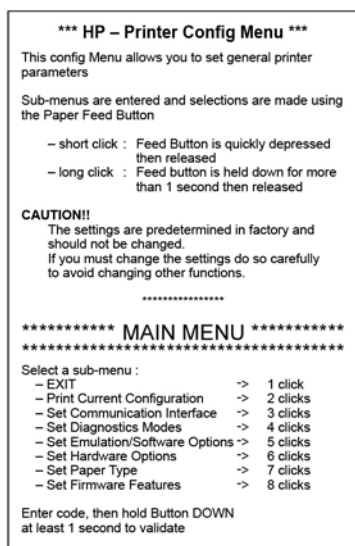 *** HP – Printer Config Menu ***
This config Menu allows you to set general printer
parameters
Sub-menus are entered and selections are made using
the Paper Feed Button
– short click : Feed Button is quickly depressed
then released
– long click : Feed button is held down for more
than 1 second then released
CAUTION!!
The settings are predetermined in factory and
should not be changed.
If you must change the settings do so carefully
to avoid changing other functions.
****************
*********** MAIN MENU ***********
**************************************
Select a sub-menu :
– EXIT -> 1 click
– Print Current Configuration -> 2 clicks
– Set Communication Interface -> 3 clicks
– Set Diagnostics Modes -> 4 clicks
– Set Emulation/Software Options -> 5 clicks
– Set Hardware Options -> 6 clicks
– Set Paper Type -> 7 clicks
– Set Firmware Features -> 8 clicks
Enter code, then hold Button DOWN
at least 1 second to validate